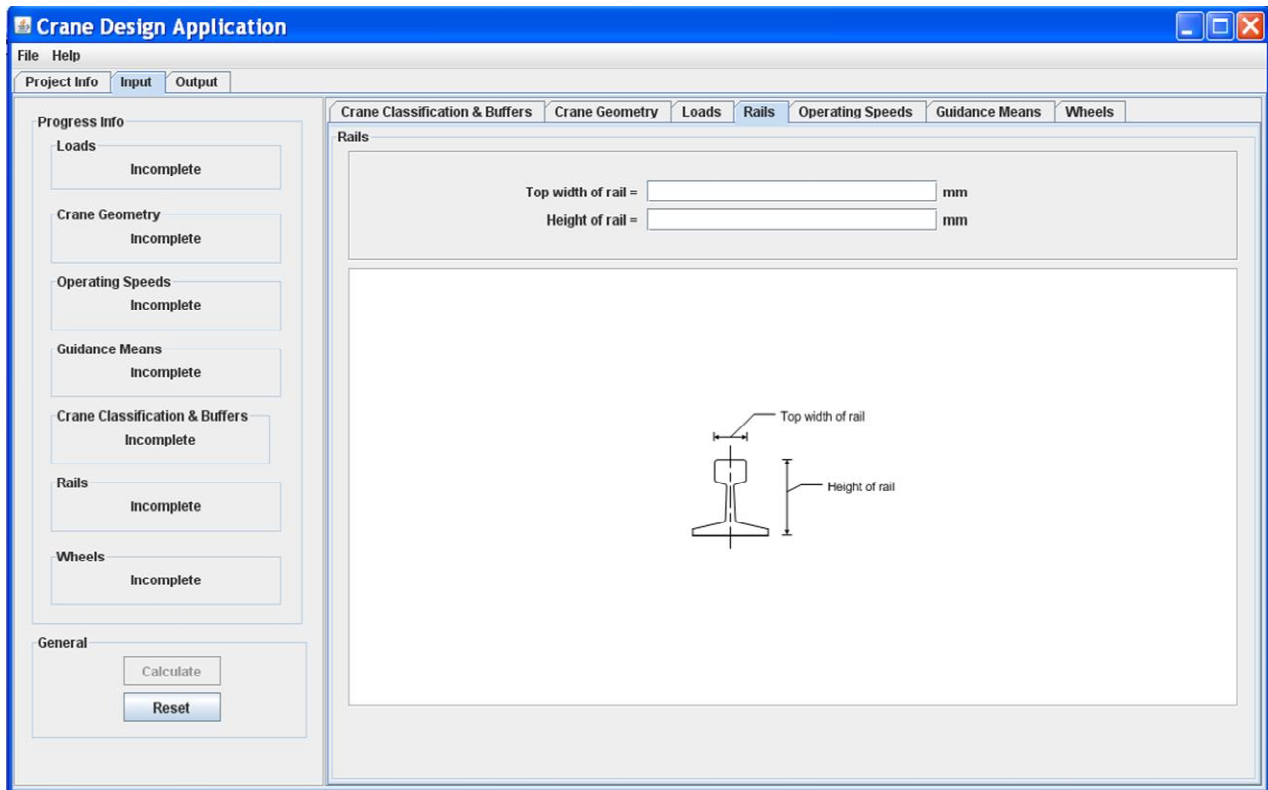 Crane Design Application
File Help
Project Info Input Output
Progress Info
Loads
Incomplete
Crane Geometry
Incomplete
Operating Speeds
Incomplete
Guidance Means
Incomplete
Crane Classification & Buffers
Incomplete
Rails
Incomplete
Wheels
Incomplete
General
Calculate
Reset
Crane Classification & Buffers Crane Geometry Loads Rails Operating Speeds Guidance Means Wheels
Rails
Top width of rail = mm
Height of rail = mm
Top width of rail
Height of rail